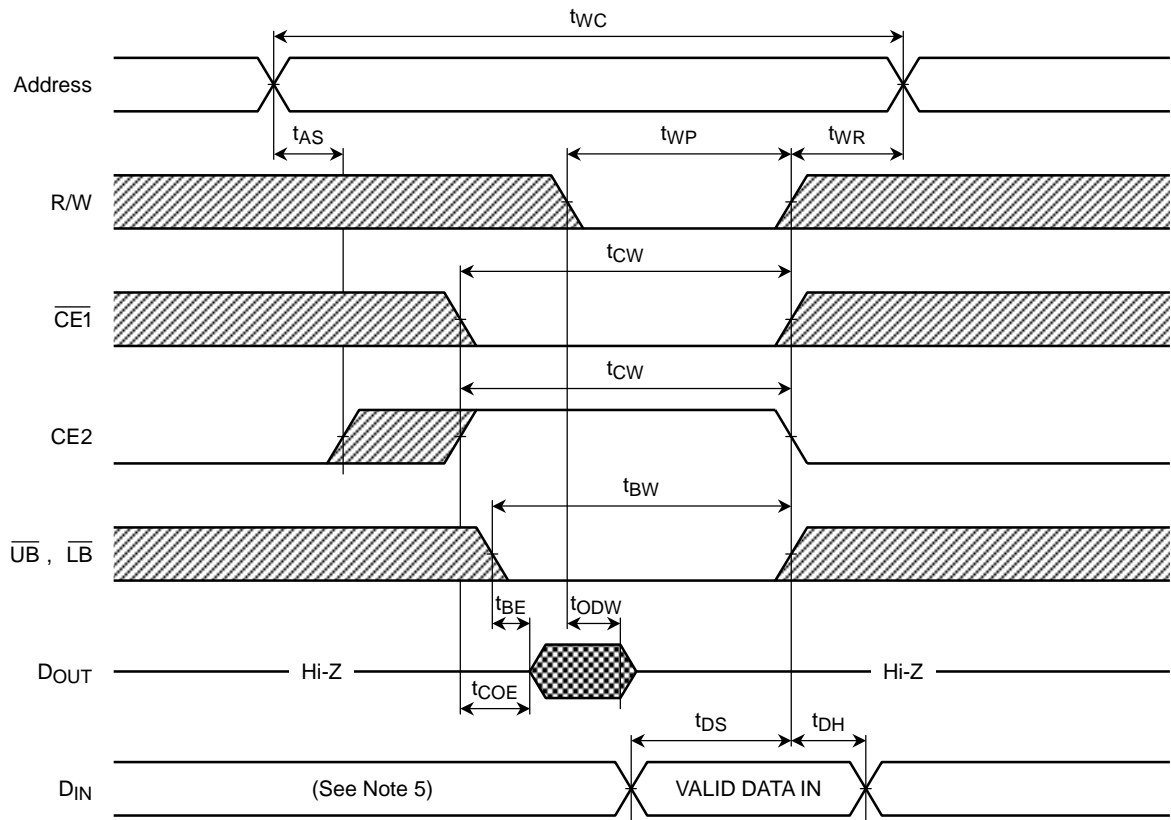 tWC
Address
tAS
tWP
tWR
R/W
tCW
CE1
tCW
CE2
tBW
UB , LB
tBE
tODW
DOUT
Hi-Z
Hi-Z
tCOE
tDS
tDH
DIN
(See Note 5)
VALID DATA IN